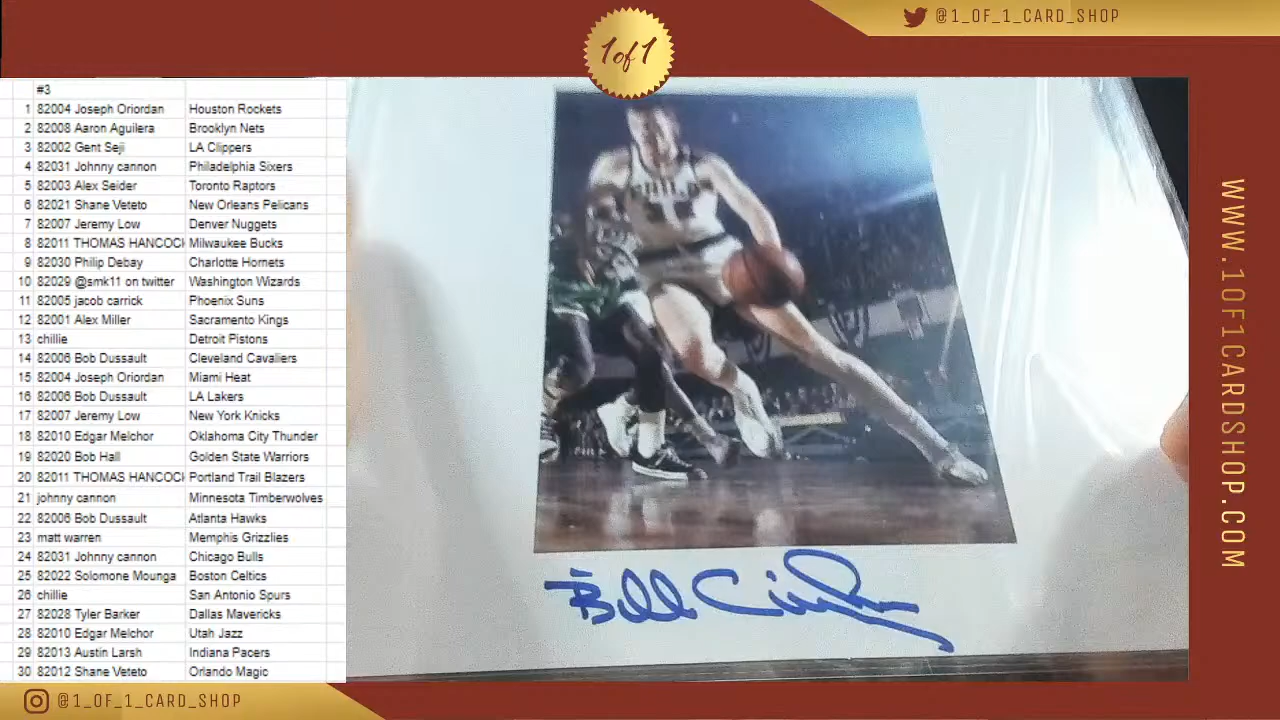 @1_OF_1_CARD_SHOP
1of1
#3
1 82004 Joseph Oriordan Houston Rockets
2 82008 Aaron Aguilera Brooklyn Nets
3 82002 Gent Seji LA Clippers
4 82031 Johnny cannon Philadelphia Sixers
5 82003 Alex Seider Toronto Raptors
6 82021 Shane Veteto New Orleans Pelicans
7 82007 Jeremy Low Denver Nuggets
8 82011 THOMAS HANCOCK Milwaukee Bucks
9 82030 Philip Debay Charlotte Hornets
10 82029 @smk11 on twitter Washington Wizards
11 82005 jacob carrick Phoenix Suns
12 82001 Alex Miller Sacramento Kings
13 chillie Detroit Pistons
14 82006 Bob Dussault Cleveland Cavaliers
15 82004 Joseph Oriordan Miami Heat
16 82006 Bob Dussault LA Lakers
17 82007 Jeremy Low New York Knicks
18 82010 Edgar Melchor Oklahoma City Thunder
19 82020 Bob Hall Golden State Warriors
20 82011 THOMAS HANCOCK Portland Trail Blazers
21 johnny cannon Minnesota Timberwolves
22 82006 Bob Dussault Atlanta Hawks
23 matt warren Memphis Grizzlies
24 82031 Johnny cannon Chicago Bulls
25 82022 Solomone Mounga Boston Celtics
26 chillie San Antonio Spurs
27 82028 Tyler Barker Dallas Mavericks
28 82010 Edgar Melchor Utah Jazz
29 82013 Austin Larsh Indiana Pacers
30 82012 Shane Veteto Orlando Magic
Bill
WWW.1OF1CARDSHOP.COM
@1_OF_1_CARD_SHOP